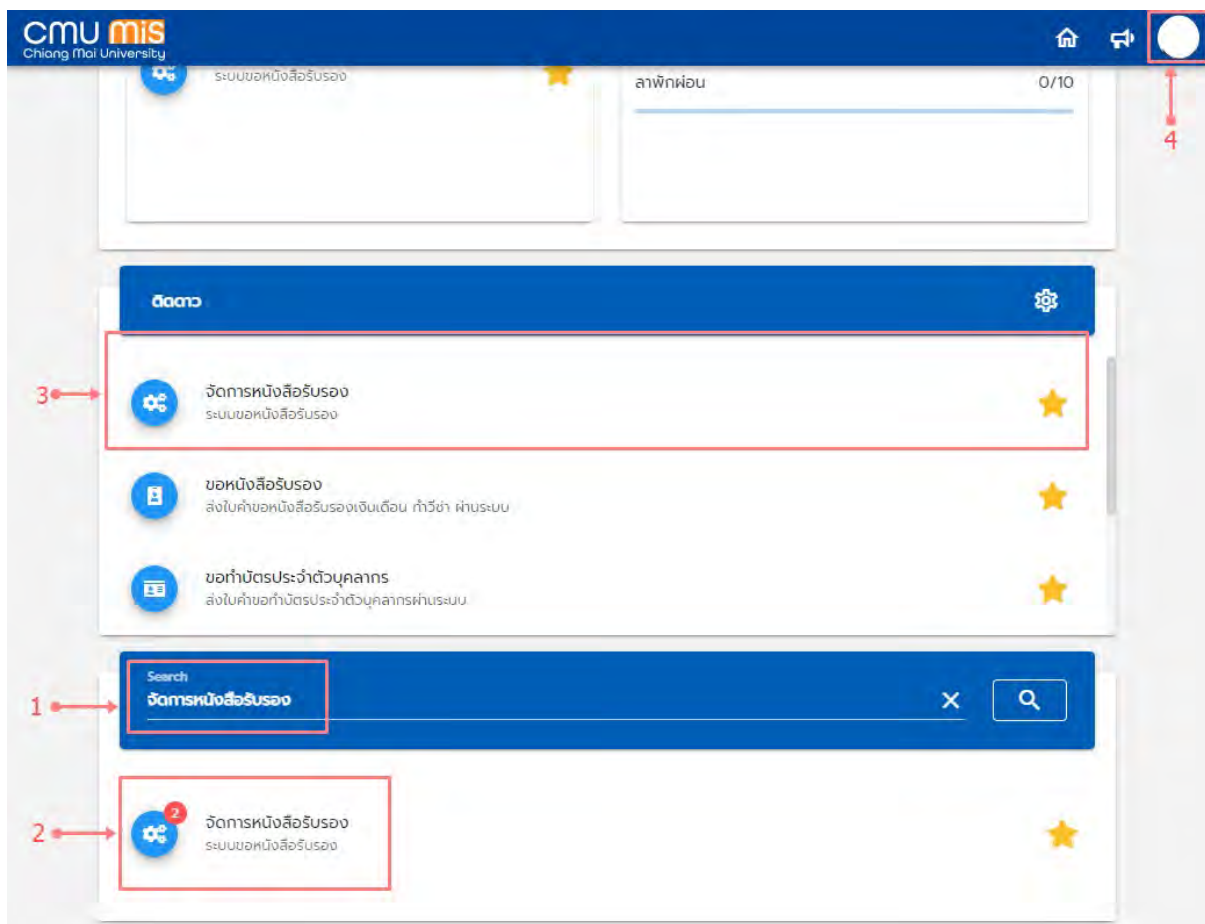 CMU MIS
Chiang Mai University
ระบบขอหนังสือรับรอง
ลาพักผ่อน 0/10
4
ติดดาว
3
จัดการหนังสือรับรอง
ระบบขอหนังสือรับรอง
ขอหนังสือรับรอง
ส่งใบคำขอหนังสือรับรองเงินเดือน ทำวีซ่า ผ่านระบบ
ขอทำบัตรประจำตัวบุคลากร
ส่งใบคำขอทำบัตรประจำตัวบุคลากรผ่านระบบ
Search
1
จัดการหนังสือรับรอง
2
2
จัดการหนังสือรับรอง
ระบบขอหนังสือรับรอง